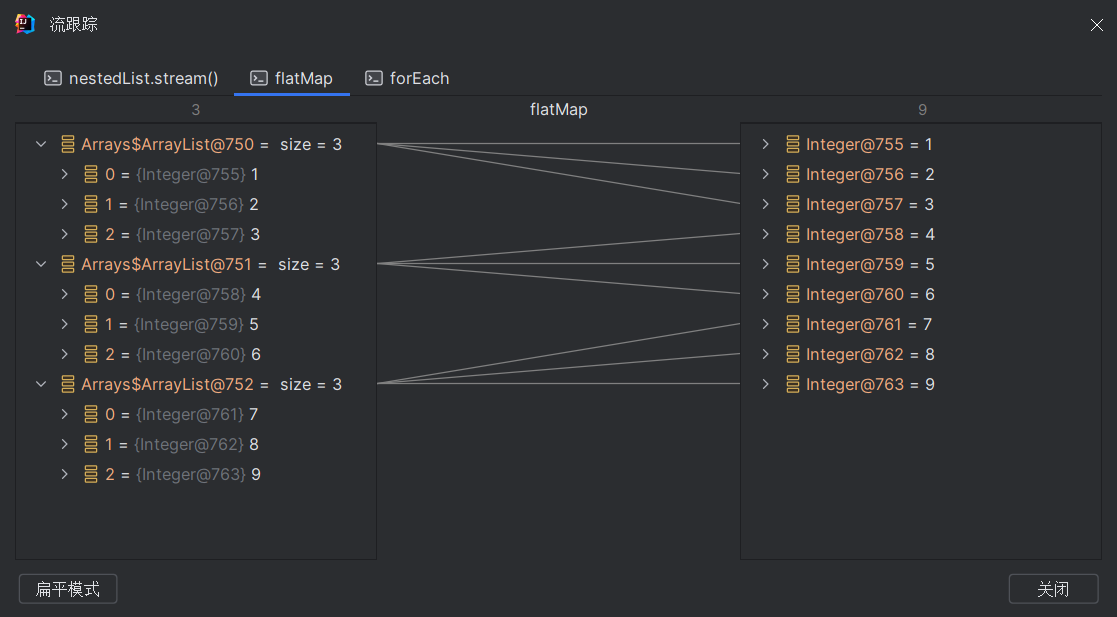 流跟踪
nestedList.stream() flatMap forEach
3 flatMap 9
Arrays$ArrayList@750 = size = 3
0 = {Integer@755} 1
1 = {Integer@756} 2
2 = {Integer@757} 3
Arrays$ArrayList@751 = size = 3
0 = {Integer@758} 4
1 = {Integer@759} 5
2 = {Integer@760} 6
Arrays$ArrayList@752 = size = 3
0 = {Integer@761} 7
1 = {Integer@762} 8
2 = {Integer@763} 9
Integer@755 = 1
Integer@756 = 2
Integer@757 = 3
Integer@758 = 4
Integer@759 = 5
Integer@760 = 6
Integer@761 = 7
Integer@762 = 8
Integer@763 = 9
扁平模式
关闭